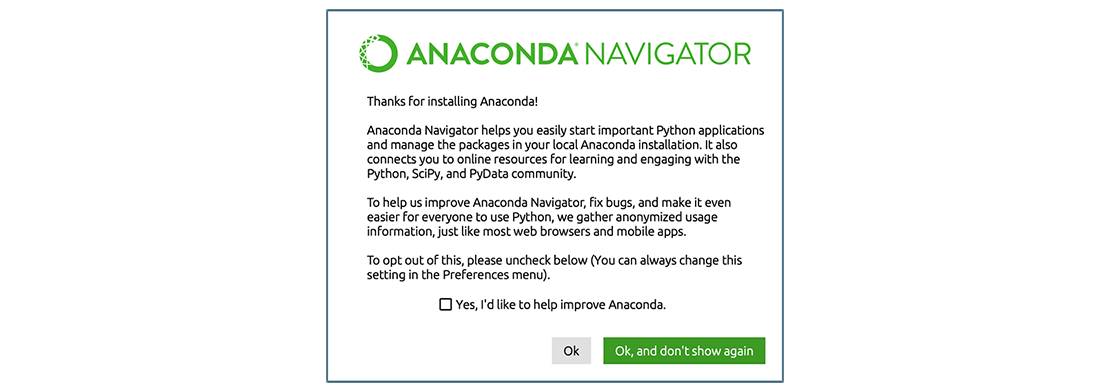 ANACONDA® NAVIGATOR
Thanks for installing Anaconda!
Anaconda Navigator helps you easily start important Python applications
and manage the packages in your local Anaconda installation. It also
connects you to online resources for learning and engaging with the
Python, SciPy, and PyData community.
To help us improve Anaconda Navigator, fix bugs, and make it even
easier for everyone to use Python, we gather anonymized usage
information, just like most web browsers and mobile apps.
To opt out of this, please uncheck below (You can always change this
setting in the Preferences menu).
Yes, I'd like to help improve Anaconda.
Ok
Ok, and don't show again